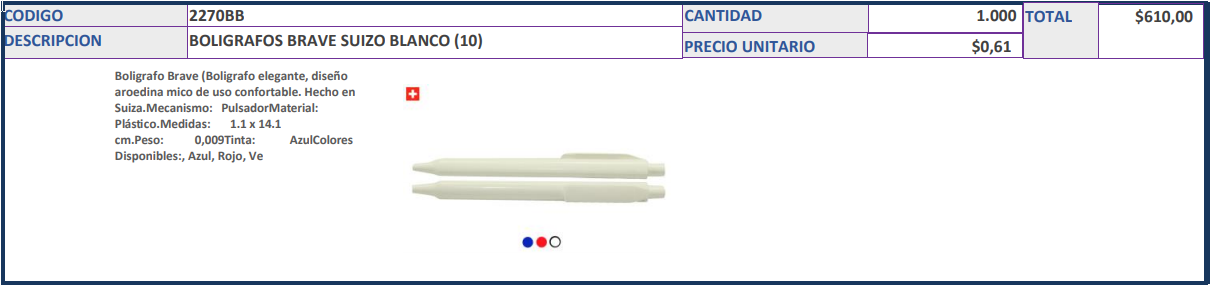 CODIGO 2270BB CANTIDAD 1.000 TOTAL $610,00
DESCRIPCION BOLIGRAFOS BRAVE SUIZO BLANCO (10) PRECIO UNITARIO $0,61
Boligrafo Brave (Boligrafo elegante, diseño
aroedina mico de uso confortable. Hecho en
Suiza.Mecanismo: PulsadorMaterial:
Plástico.Medidas: 1.1 x 14.1
cm.Peso: 0,009Tinta: AzulColores
Disponibles:, Azul, Rojo, Ve